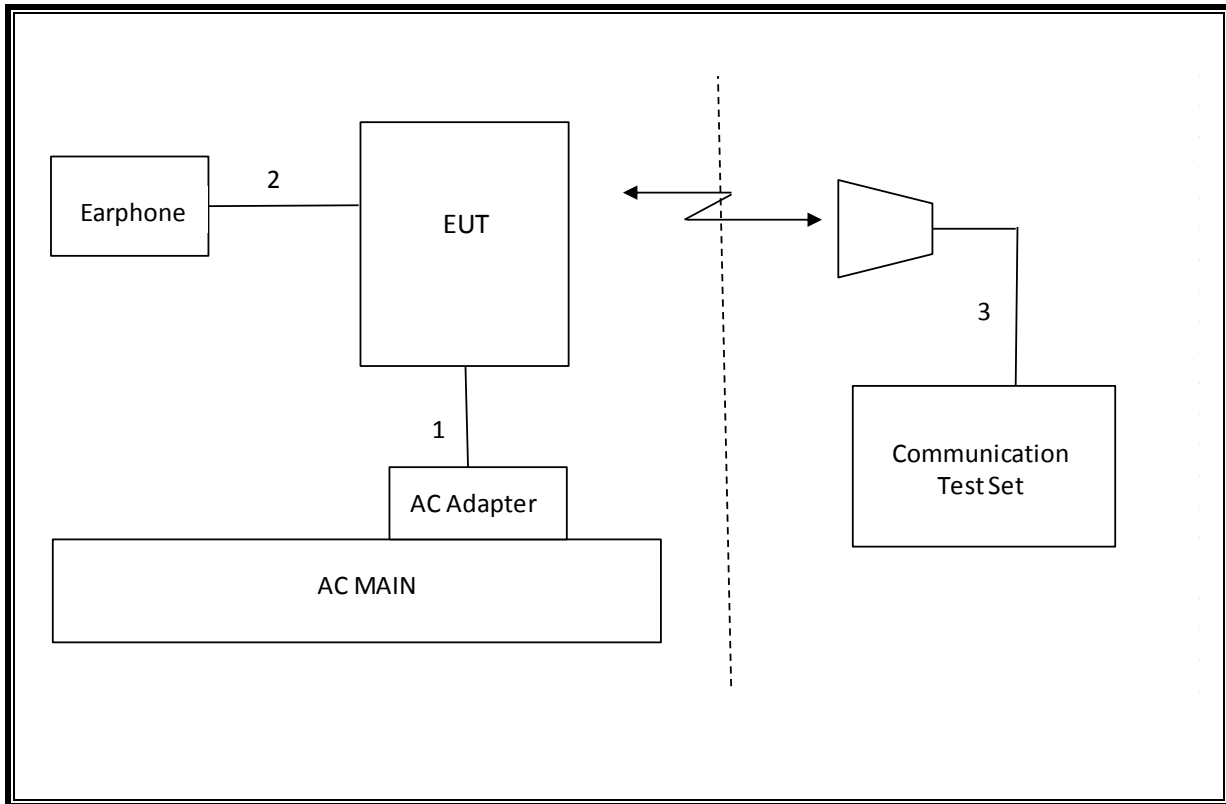 2
Earphone
EUT
3
1
Communication
Test Set
AC Adapter
AC MAIN